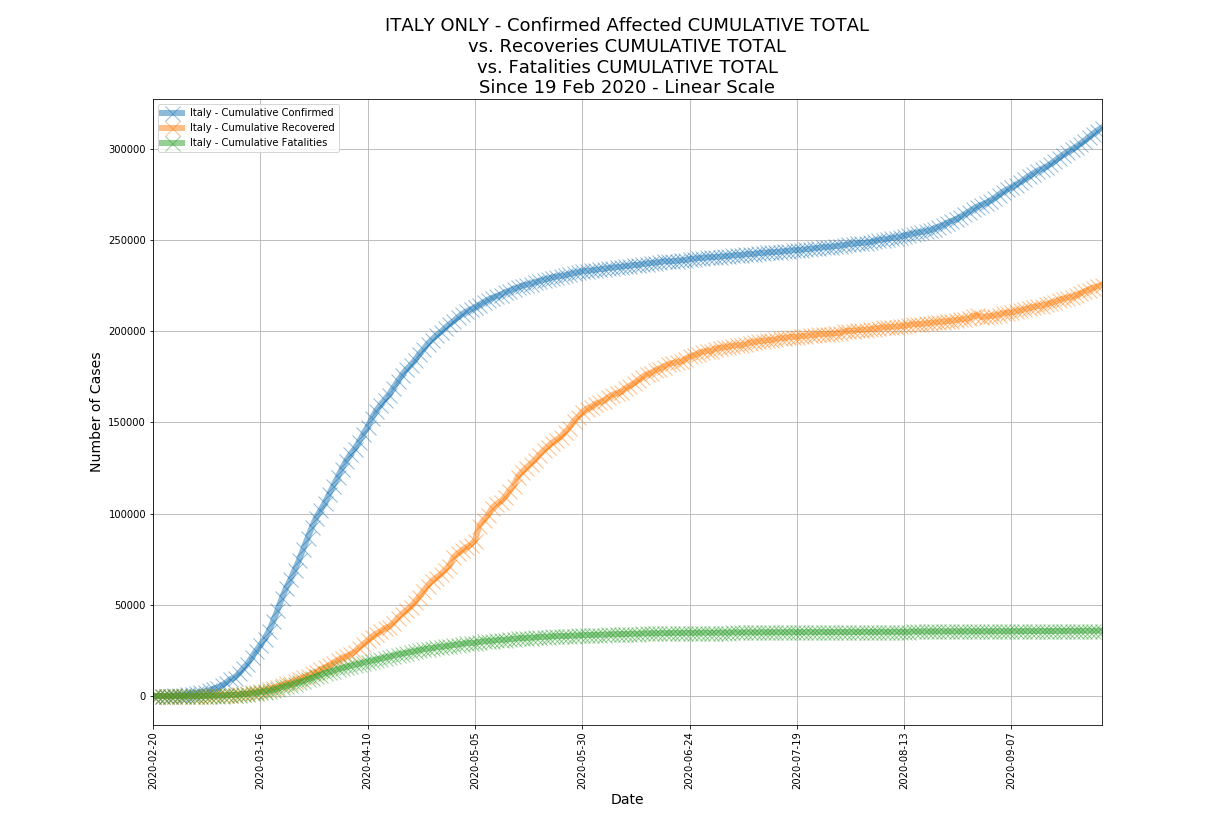 ITALY ONLY - Confirmed Affected CUMULATIVE TOTAL
vs. Recoveries CUMULATIVE TOTAL
vs. Fatalities CUMULATIVE TOTAL
Since 19 Feb 2020 - Linear Scale
Italy - Cumulative Confirmed
Italy - Cumulative Recovered
Italy - Cumulative Fatalities
Number of Cases
300000
250000
200000
150000
100000
50000
0
2020-02-20
2020-03-16
2020-04-10
2020-05-05
2020-05-30
2020-06-24
2020-07-19
2020-08-13
2020-09-07
Date